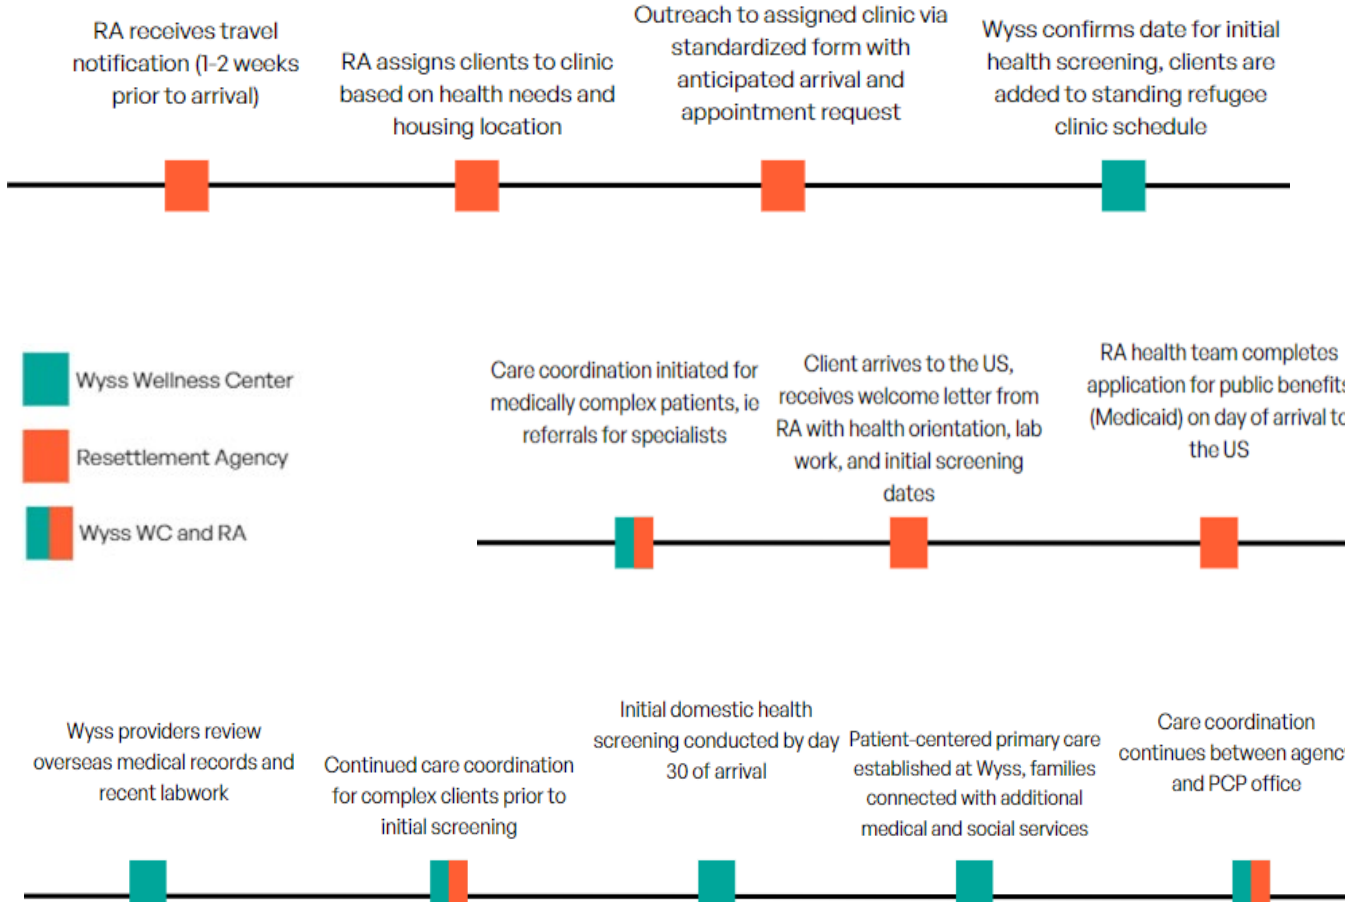 RA receives travel
notification (1-2 weeks
prior to arrival)
RA assigns clients to clinic
based on health needs and
housing location
Outreach to assigned clinic via
standardized form with
anticipated arrival and
appointment request
Wyss confirms date for initial
health screening, clients are
added to standing refugee
clinic schedule
Wyss Wellness Center
Resettlement Agency
Wyss WC and RA
Care coordination initiated for
medically complex patients, ie
referrals for specialists
Client arrives to the US,
receives welcome letter from
RA with health orientation, lab
work, and initial screening
dates
RA health team completes
application for public benefits
(Medicaid) on day of arrival to
the US
Wyss providers review
overseas medical records and
recent labwork
Continued care coordination
for complex clients prior to
initial screening
Initial domestic health
screening conducted by day
30 of arrival
Patient-centered primary care
established at Wyss, families
connected with additional
medical and social services
Care coordination
continues between agenc
and PCP office